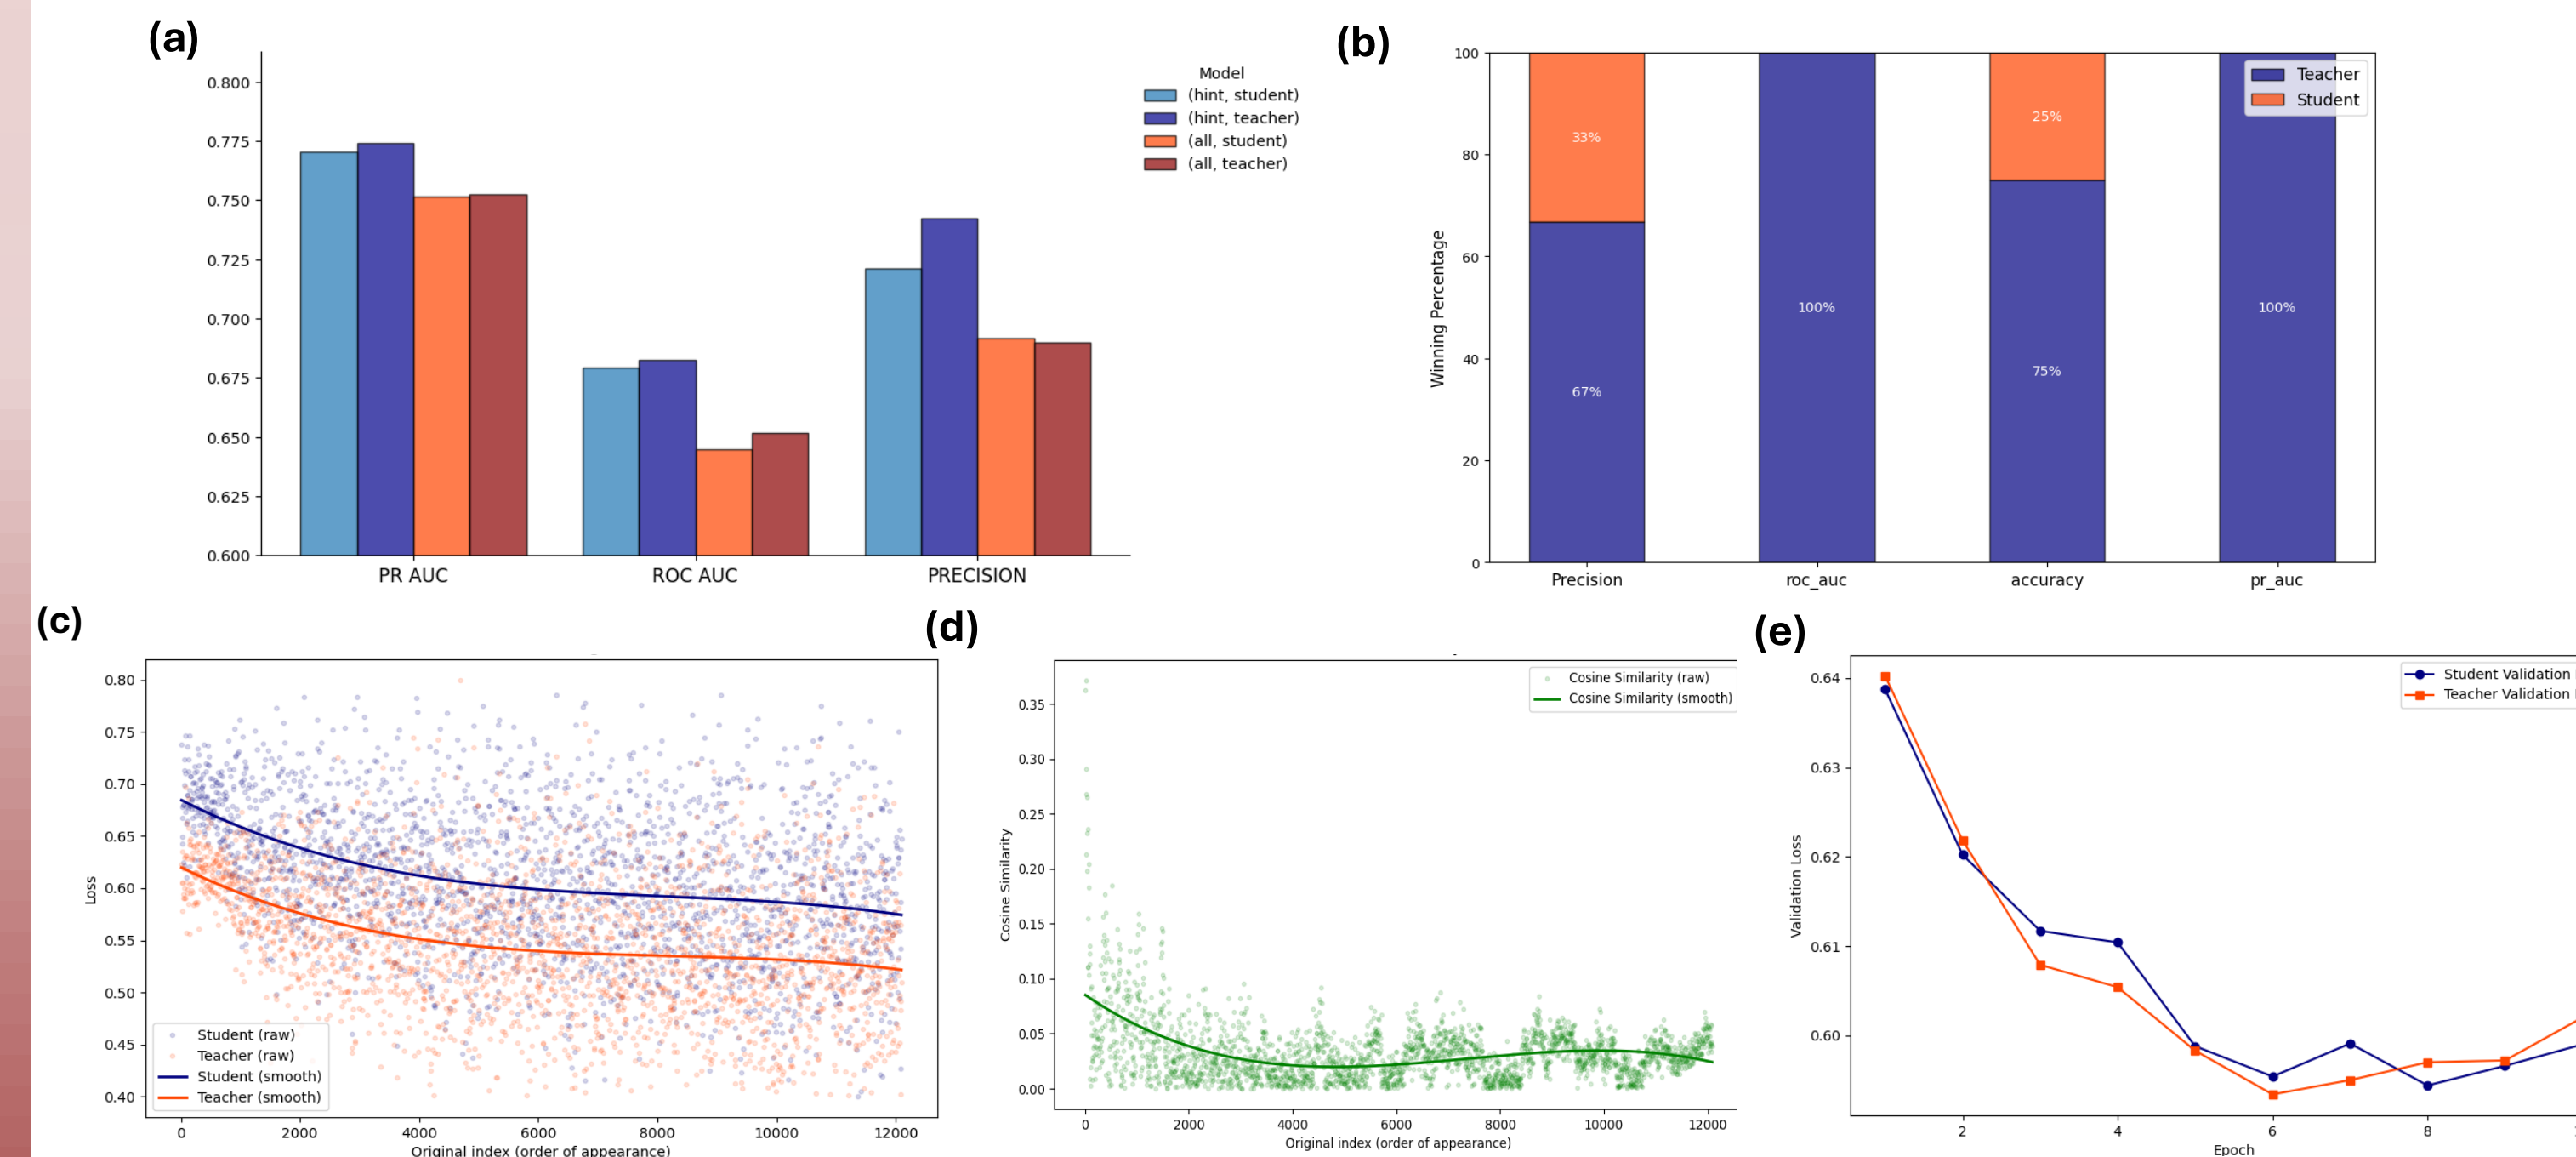 (a)
0.800
0.775
0.750
0.725
0.700
0.675
0.650
0.625
0.600
PR AUC
ROC AUC
PRECISION
Model
(hint, student)
(hint, teacher)
(all, student)
(all, teacher)
(b)
Winning Percentage
100
80
60
40
20
0
33%
67%
100%
25%
75%
100%
Teacher
Student
Precision
roc_auc
accuracy
pr_auc
(c)
Loss
0.80
0.75
0.70
0.65
0.60
0.55
0.50
0.45
0.40
Student (raw)
Teacher (raw)
Student (smooth)
Teacher (smooth)
0 2000 4000 6000 8000 10000 12000
Original index (order of appearance)
(d)
Cosine Similarity
0.35
0.30
0.25
0.20
0.15
0.10
0.05
0.00
Cosine Similarity (raw)
Cosine Similarity (smooth)
0 2000 4000 6000 8000 10000 12000
Original index (order of appearance)
(e)
Validation Loss
0.64
0.63
0.62
0.61
0.60
Student Validation
Teacher Validation
2 4 6 8
Epoch